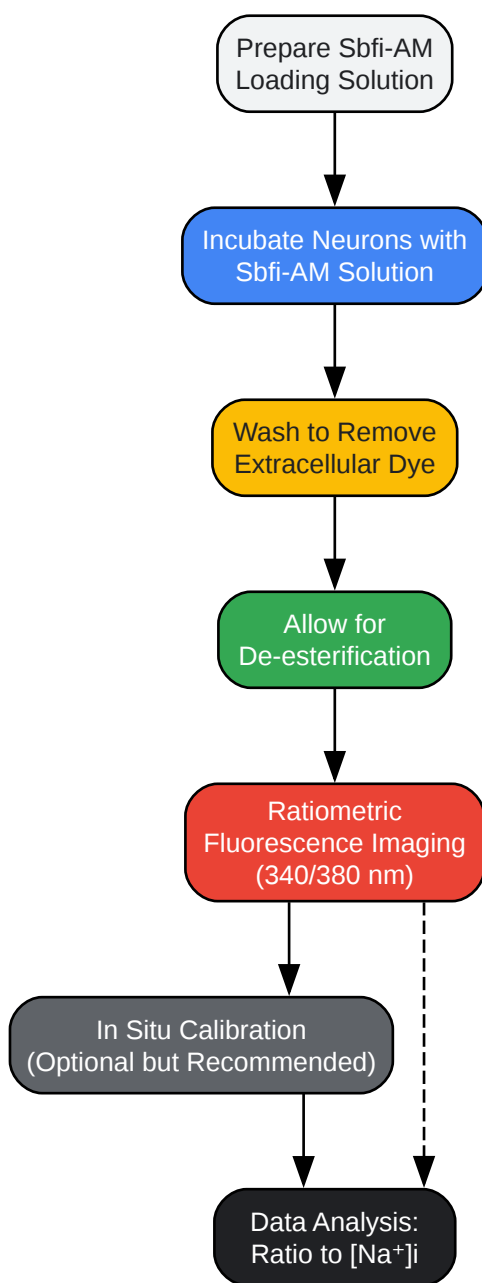 Prepare Sbfi-AM
Loading Solution
Incubate Neurons with
Sbfi-AM Solution
Wash to Remove
Extracellular Dye
Allow for
De-esterification
Ratiometric
Fluorescence Imaging
(340/380 nm)
In Situ Calibration
(Optional but Recommended)
Data Analysis:
Ratio to [Na⁺]i